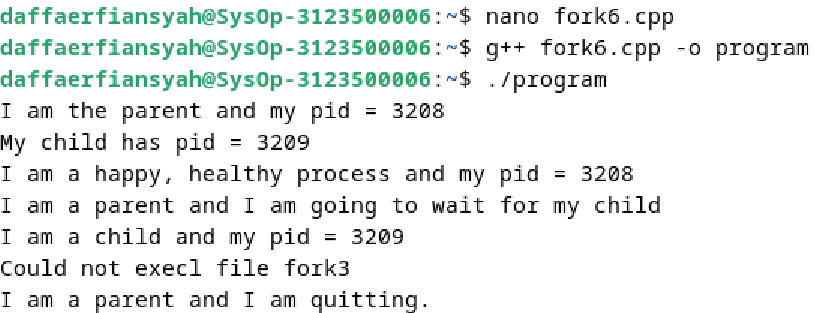 daffaerfiansyah@SysOp-3123500006:~$ nano fork6.cpp
daffaerfiansyah@SysOp-3123500006:~$ g++ fork6.cpp -o program
daffaerfiansyah@SysOp-3123500006:~$ ./program
I am the parent and my pid = 3208
My child has pid = 3209
I am a happy, healthy process and my pid = 3208
I am a parent and I am going to wait for my child
I am a child and my pid = 3209
Could not execl file fork3
I am a parent and I am quitting.